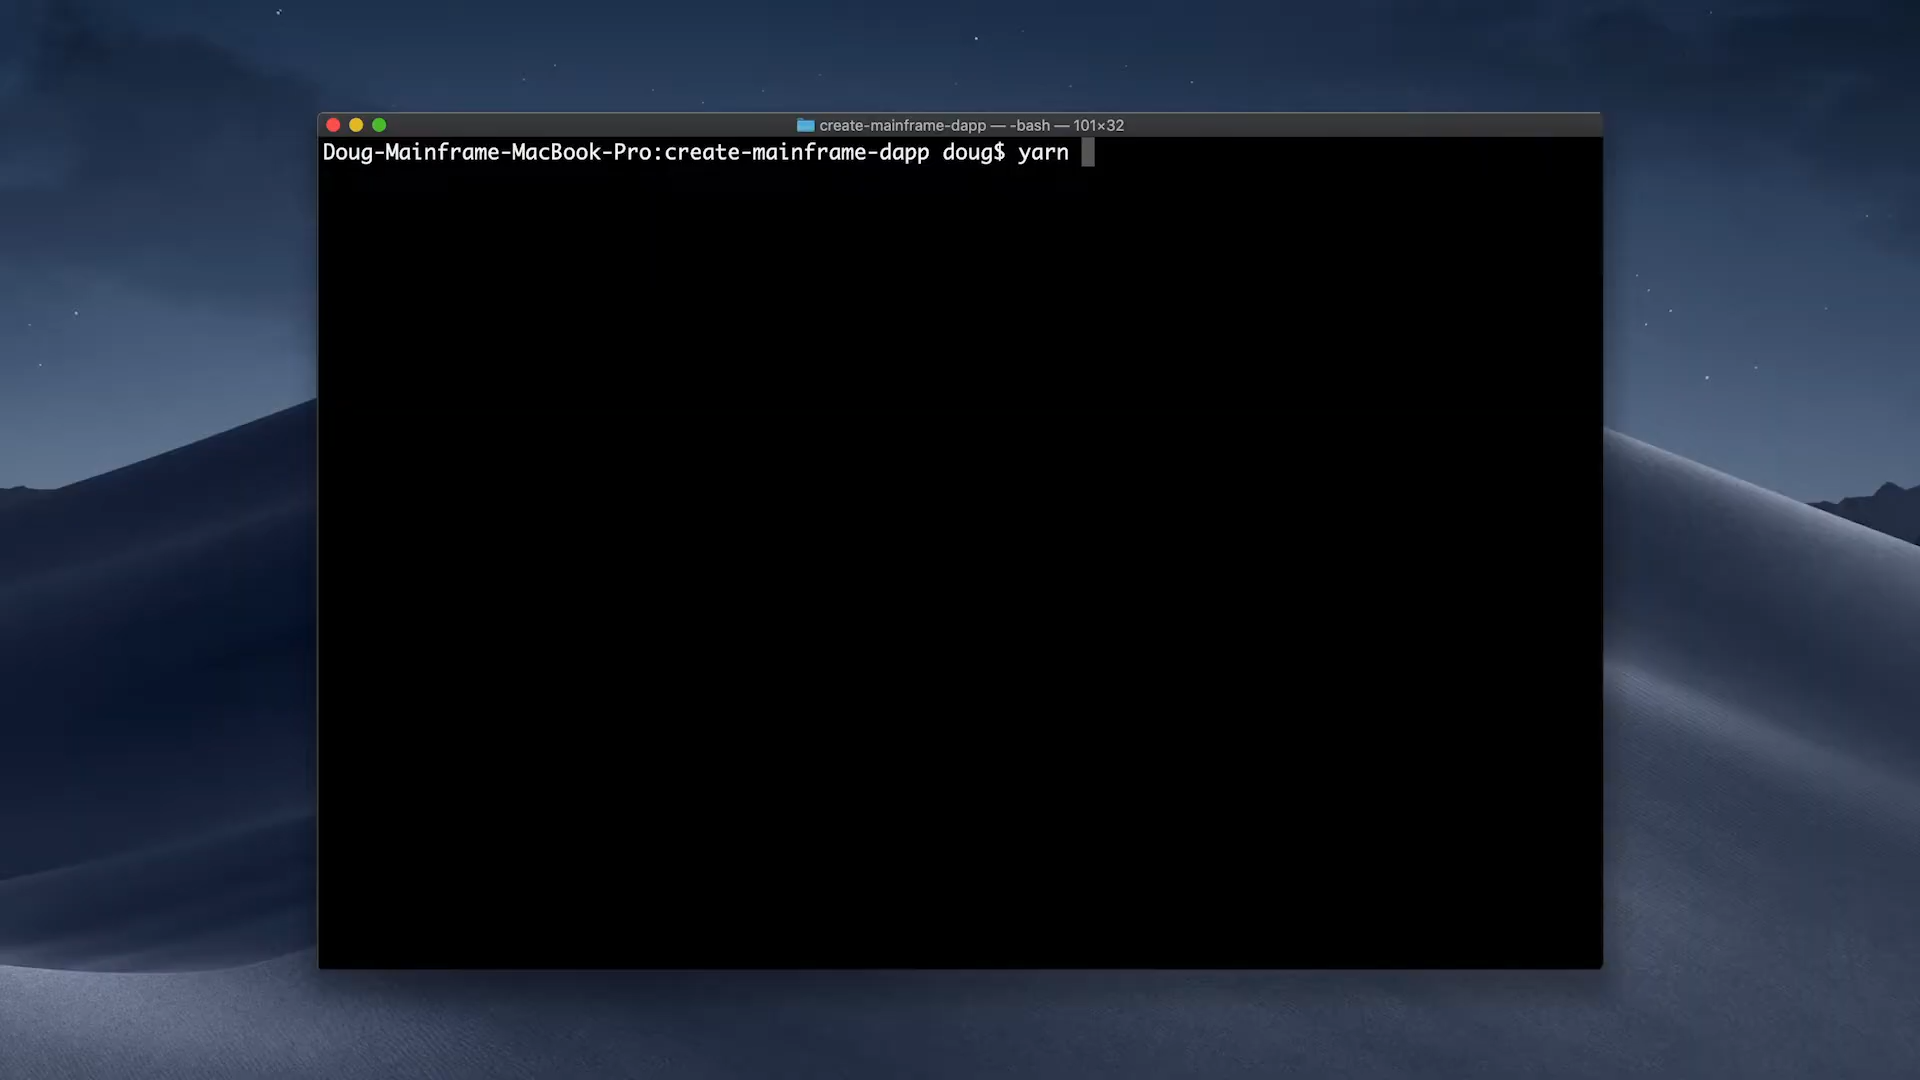 create-mainframe-dapp — -bash — 101×32
Doug-Mainframe-MacBook-Pro:create-mainframe-dapp doug$ yarn